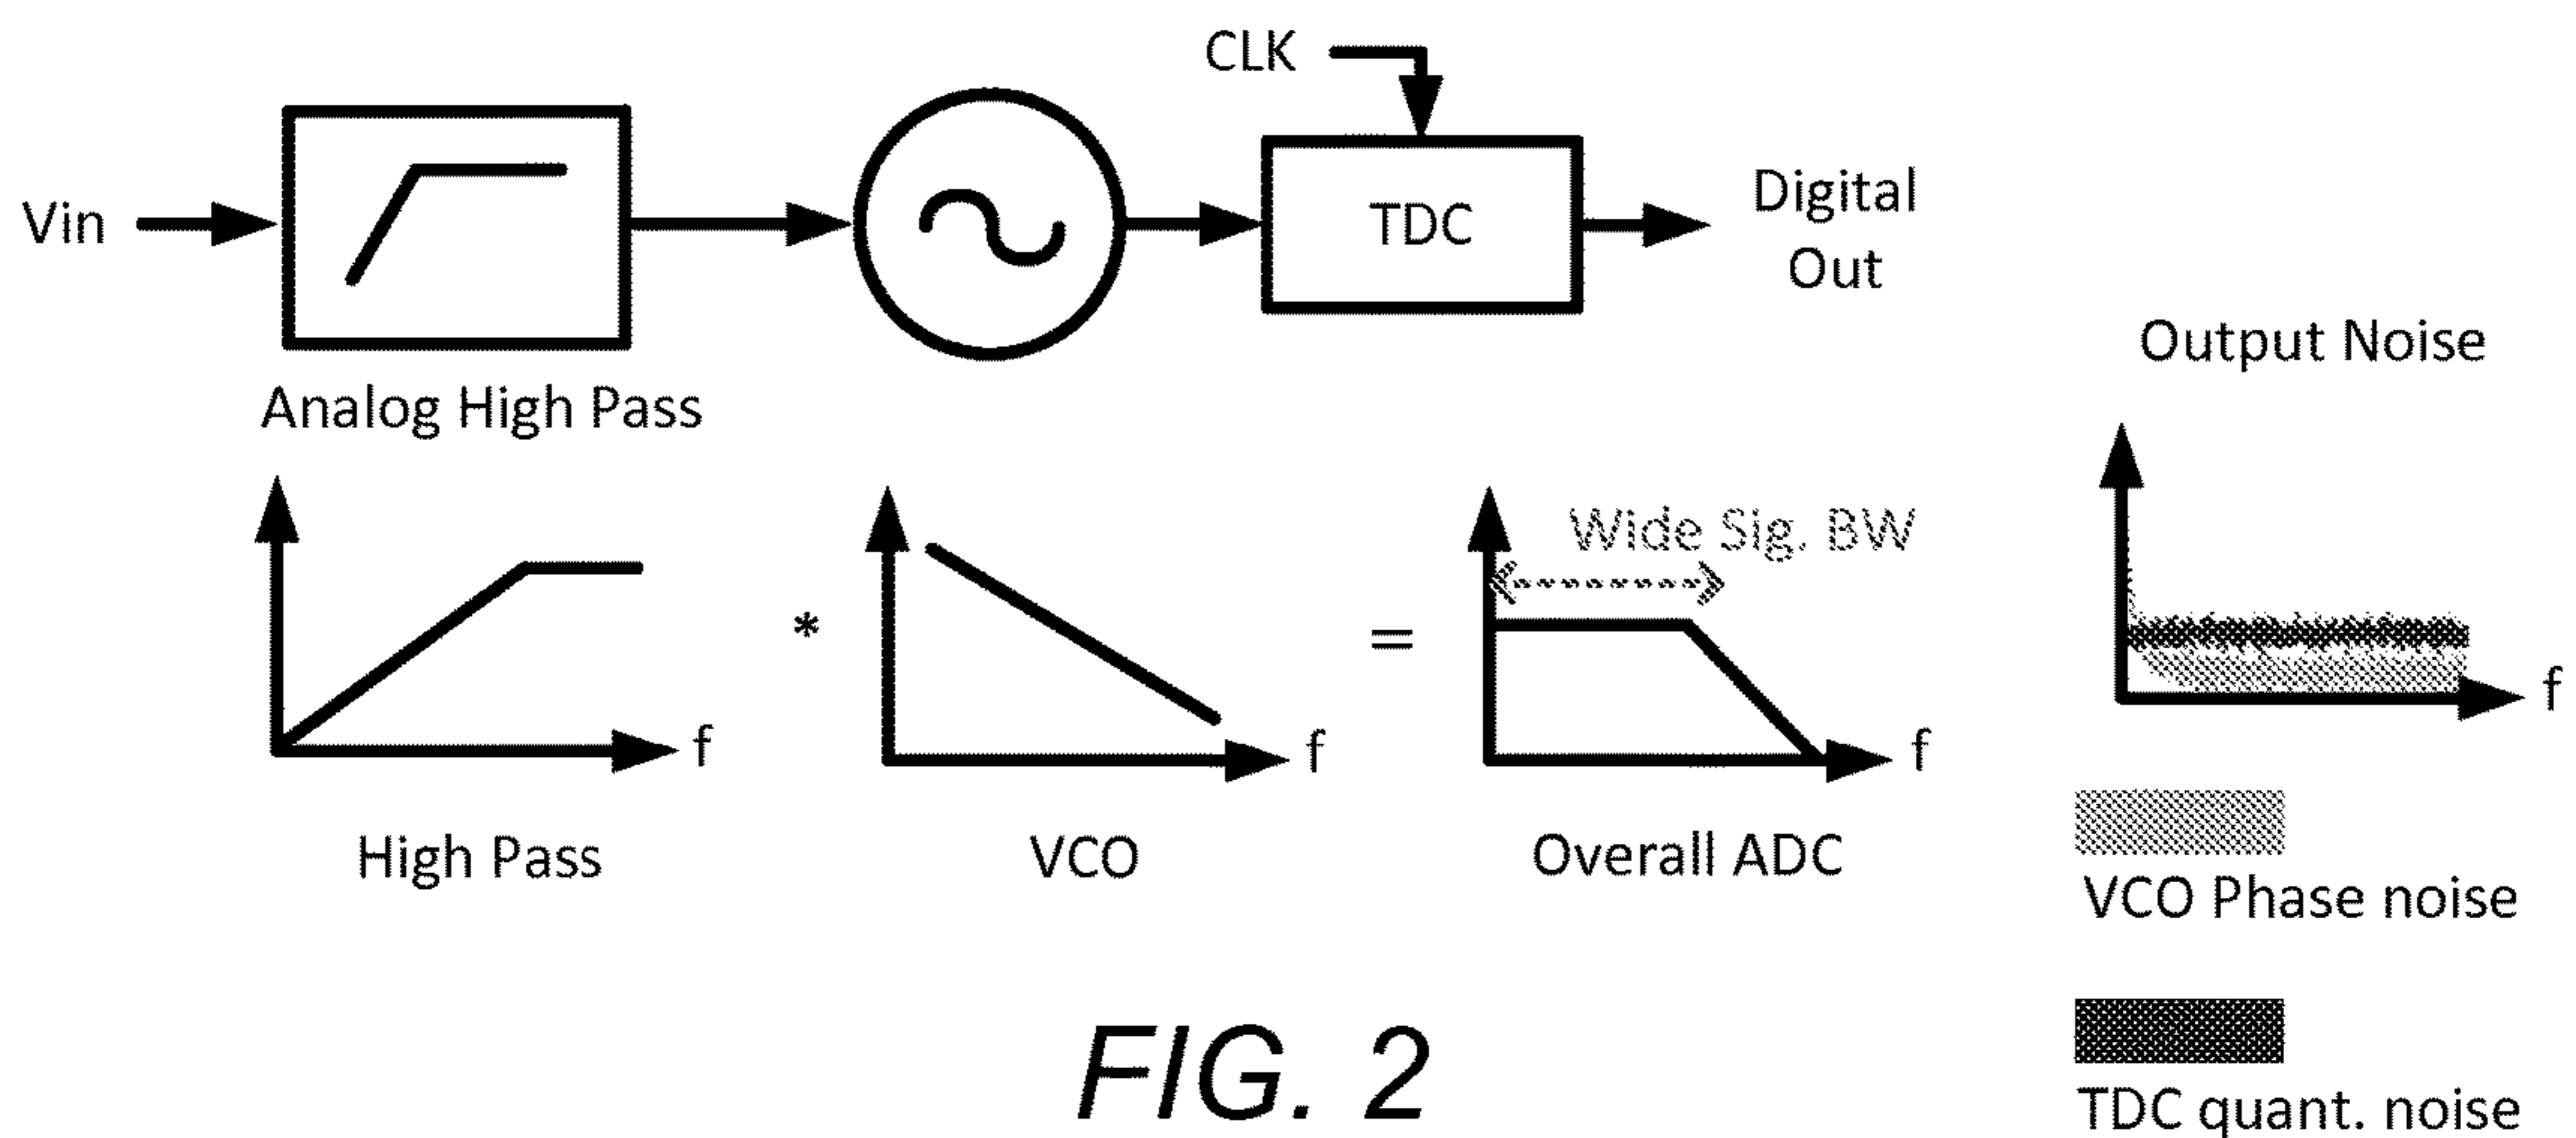 CLK
Vin
TDC
Digital
Out
Analog High Pass
Output Noise
Wide Sig. BW
*
=
f
f
f
f
High Pass
VCO
Overall ADC
VCO Phase noise
TDC quant. noise
FIG. 2